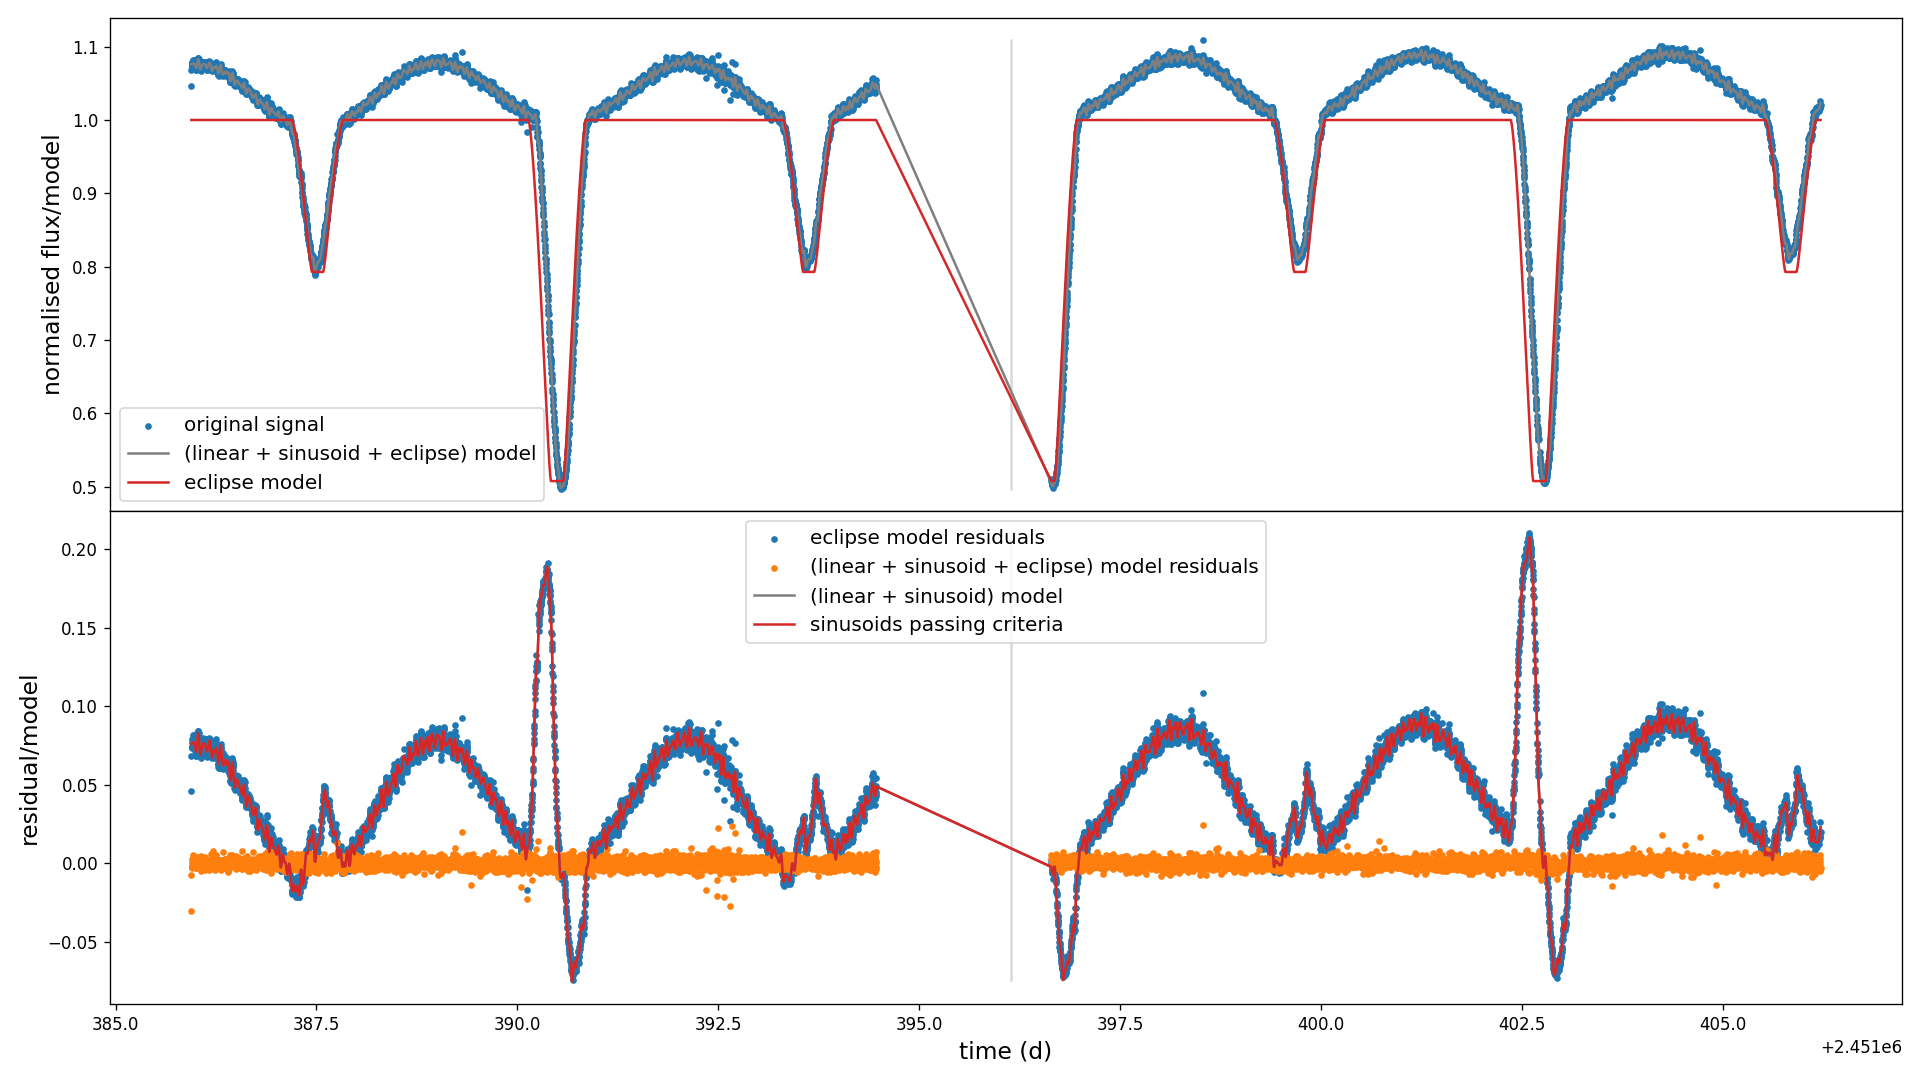 normalised flux/model
1.1
1.0
0.9
0.8
0.7
0.6
0.5
original signal
(linear + sinusoid + eclipse) model
eclipse model
residual/model
0.20
0.15
0.10
0.05
0.00
−0.05
eclipse model residuals
(linear + sinusoid + eclipse) model residuals
(linear + sinusoid) model
sinusoids passing criteria
385.0 387.5 390.0 392.5 395.0 397.5 400.0 402.5 405.0
time (d)
+2.451e6